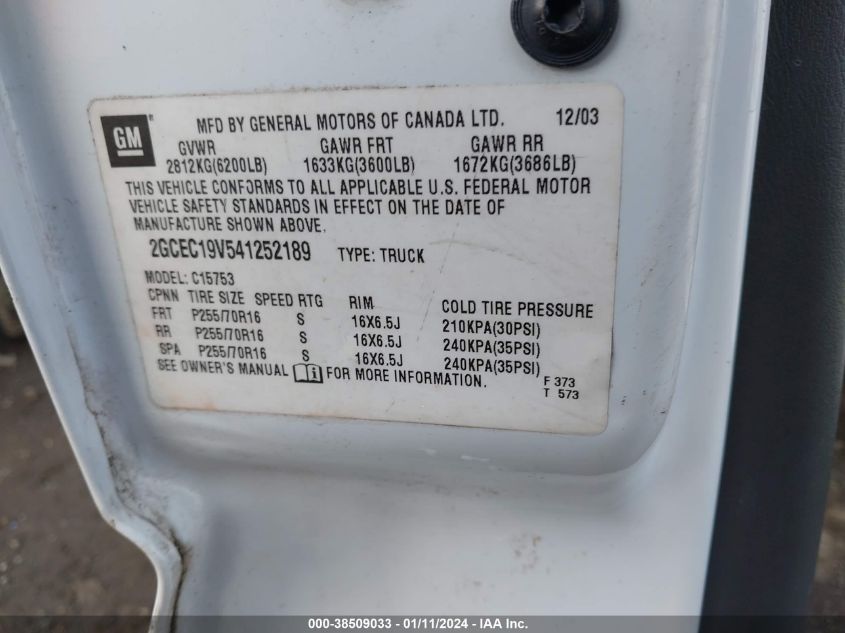 GM ®
MFD BY GENERAL MOTORS OF CANADA LTD. 12/03
GVWR GAWR FRT GAWR RR
2812KG(6200LB) 1633KG(3600LB) 1672KG(3686LB)
THIS VEHICLE CONFORMS TO ALL APPLICABLE U.S. FEDERAL MOTOR
VEHICLE SAFETY STANDARDS IN EFFECT ON THE DATE OF
MANUFACTURE SHOWN ABOVE.
2GCEC19V541252189 TYPE: TRUCK
MODEL: C15753
CPNN TIRE SIZE SPEED RTG RIM COLD TIRE PRESSURE
FRT P255/70R16 S 16X6.5J 210KPA(30PSI)
RR P255/70R16 S 16X6.5J 240KPA(35PSI)
SPA P255/70R16 S 16X6.5J 240KPA(35PSI)
SEE OWNER'S MANUAL i FOR MORE INFORMATION.
F 373
T 573
000-38509033 - 01/11/2024 - IAA Inc.